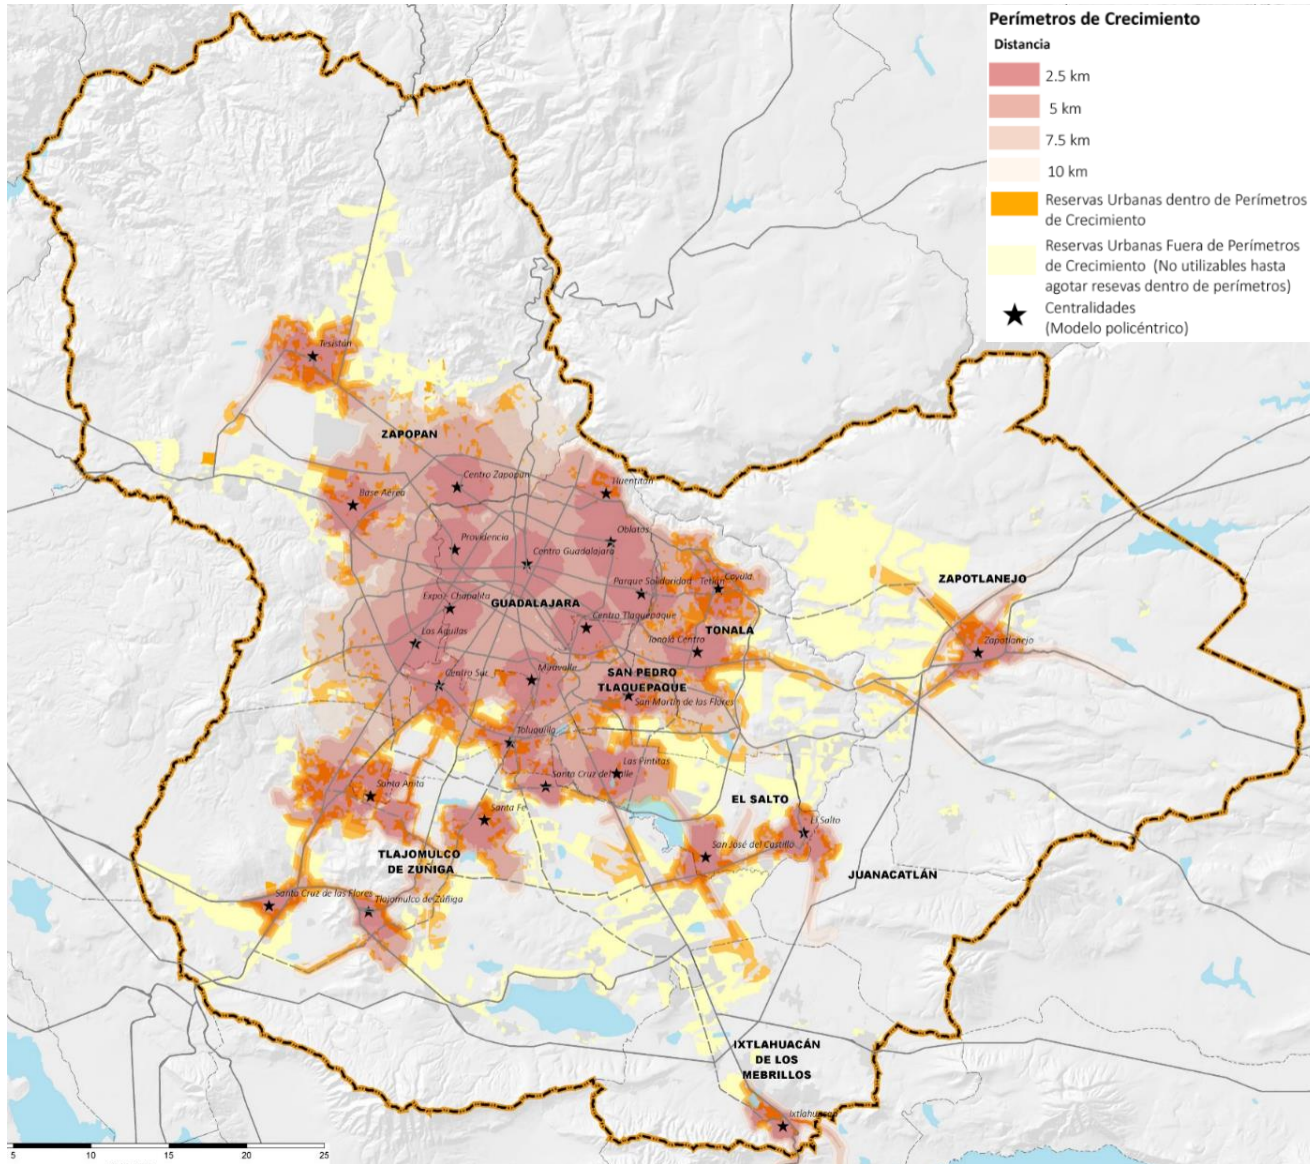 Perímetros de Crecimiento
Distancia
2.5 km
5 km
7.5 km
10 km
Reservas Urbanas dentro de Perímetros
de Crecimiento
Reservas Urbanas Fuera de Perímetros
de Crecimiento (No utilizables hasta
agotar resevas dentro de perímetros)
Centralidades
(Modelo policéntrico)
Tesistán
ZAPOPAN
Centro Zapopan
Huentitán
Base Aérea
Oblatos
Providencia
Centro Guadalajara
ZAPOTLANEJO
Parque Solidaridad
Tetlán
Coyula
Expo- Chapalita
GUADALAJARA
Centro Tlaquepaque
TONALA
Las Águilas
Tonalá Centro
Zapotlanejo
Miravalle
SAN PEDRO
TLAQUEPAQUE
Centro Sur
San Martín de las Flores
Toluquilla
Las Pintitas
Santa Cruz del Valle
Santa Anita
EL SALTO
Santa Fe
El Salto
San José del Castillo
TLAJOMULCO
DE ZUÑIGA
JUANACATLÁN
Santa Cruz de las Flores
Tlajomulco de Zúñiga
IXTLAHUACÁN
DE LOS
MEBRILLOS
Ixtlahuacán
5 10 15 20 25